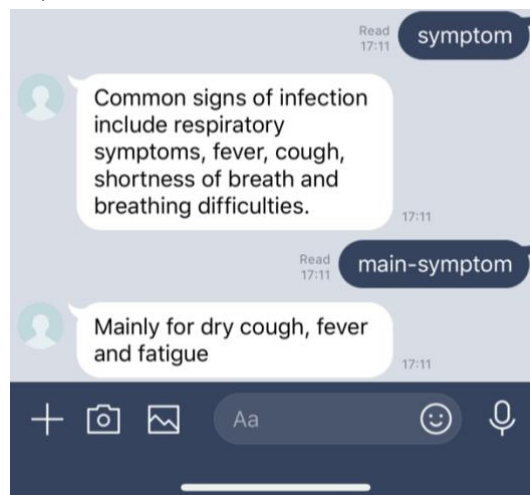 Read
17:11
symptom
Common signs of infection
include respiratory
symptoms, fever, cough,
shortness of breath and
breathing difficulties.
17:11
Read
17:11
main-symptom
Mainly for dry cough, fever
and fatigue
17:11
Aa